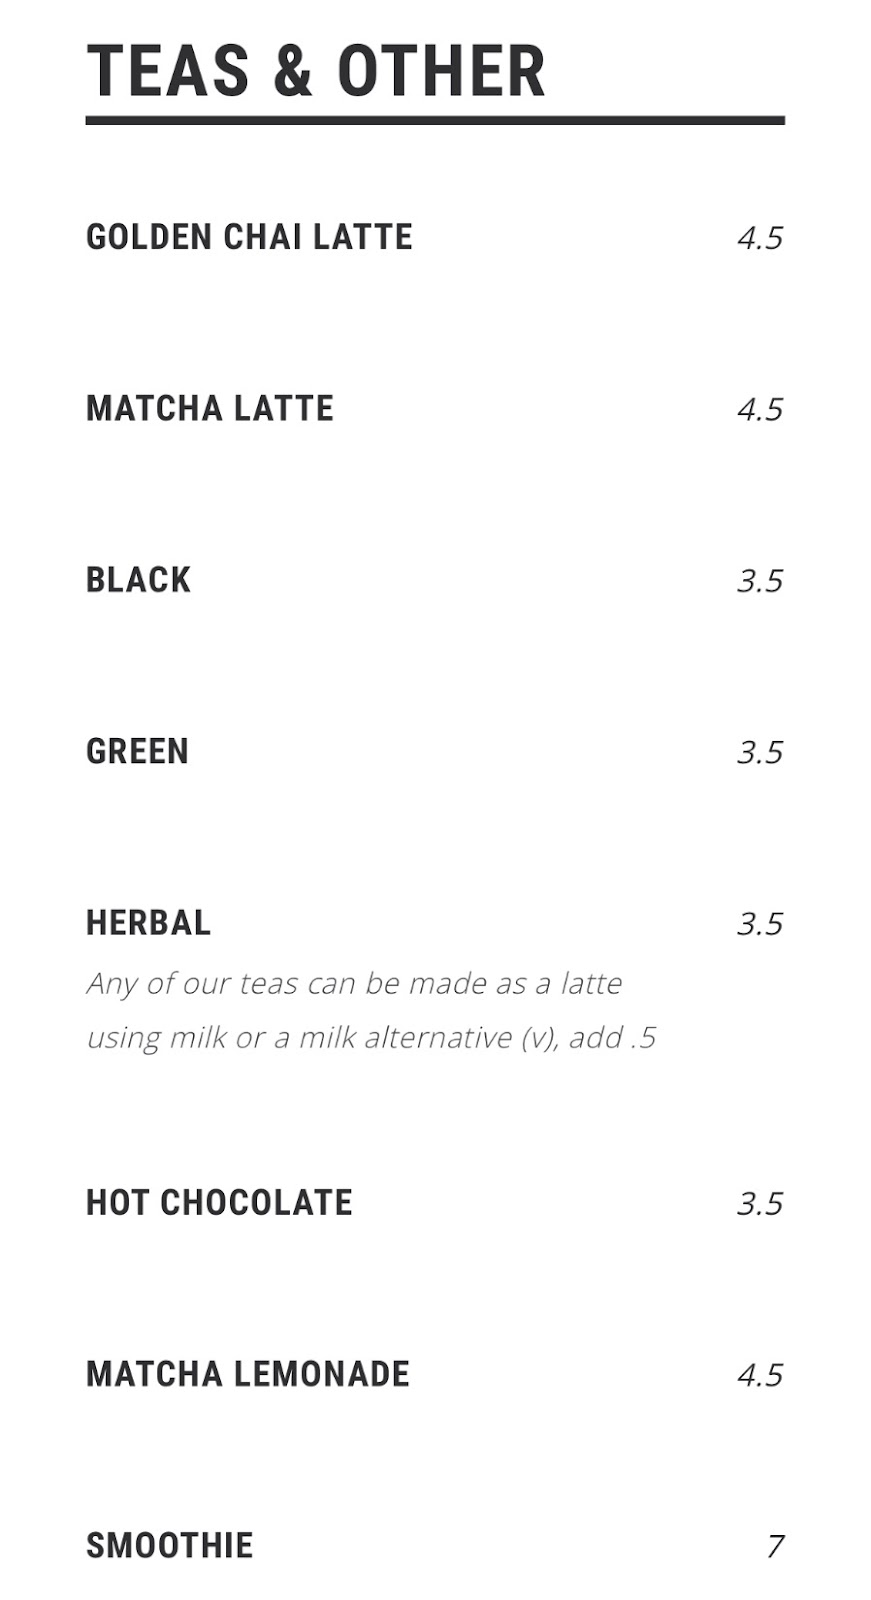 TEAS & OTHER
GOLDEN CHAI LATTE 4.5
MATCHA LATTE 4.5
BLACK 3.5
GREEN 3.5
HERBAL 3.5
Any of our teas can be made as a latte
using milk or a milk alternative (v), add .5
HOT CHOCOLATE 3.5
MATCHA LEMONADE 4.5
SMOOTHIE 7